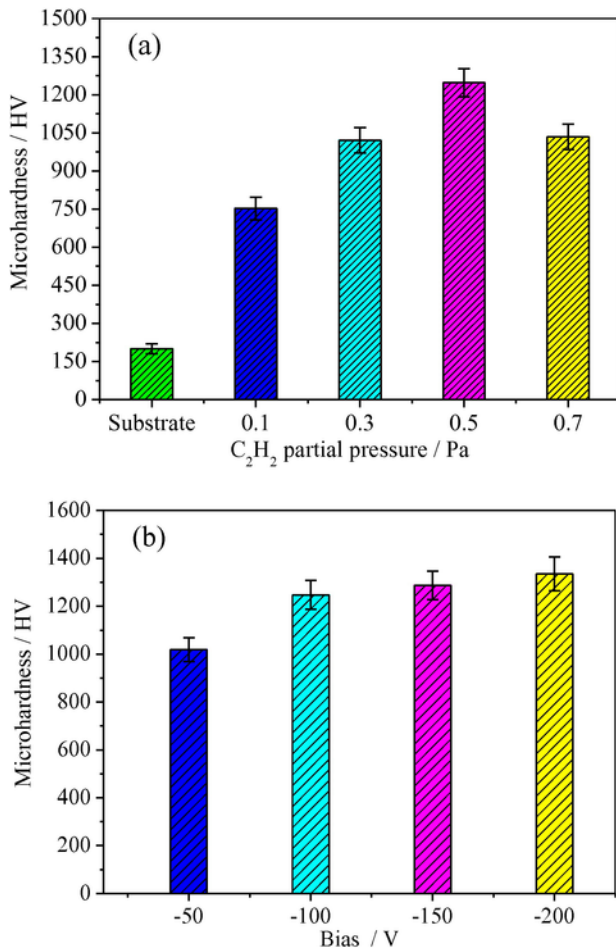 (a)
Microhardness / HV
1500
1350
1200
1050
900
750
600
450
300
150
0
Substrate 0.1 0.3 0.5 0.7
C₂H₂ partial pressure / Pa
(b)
Microhardness / HV
1600
1400
1200
1000
800
600
400
200
0
-50 -100 -150 -200
Bias / V